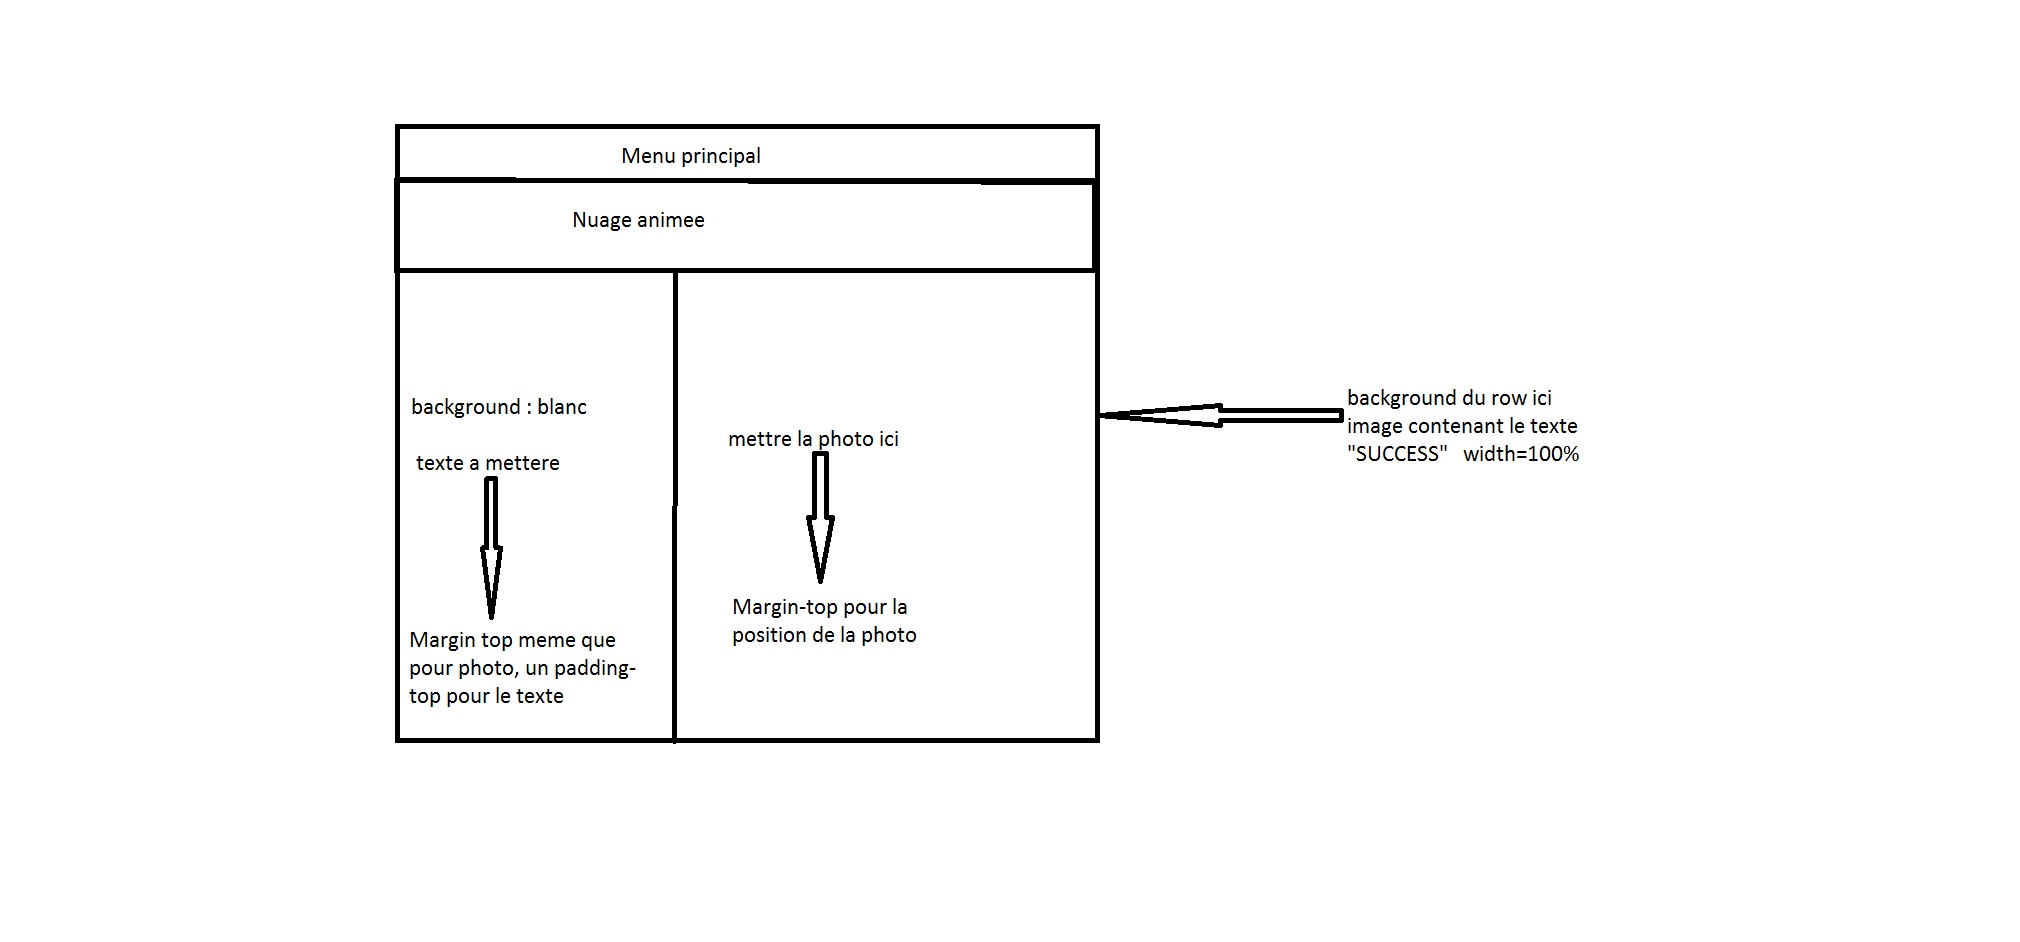 Menu principal
Nuage animee
background : blanc
texte a mettere
Margin top meme que
pour photo, un padding-
top pour le texte
mettre la photo ici
Margin-top pour la
position de la photo
background du row ici
image contenant le texte
"SUCCESS"   width=100%